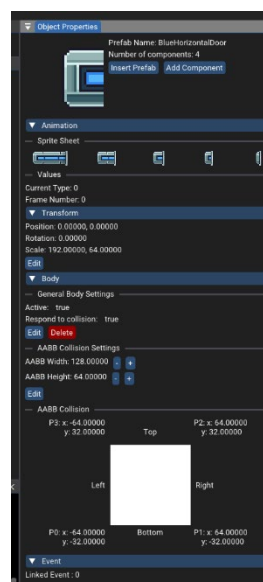 Object Properties
Prefab Name: BlueHorizontalDoor
Number of components: 4
Insert Prefab Add Component
Animation
Sprite Sheet
Values
Current Type: 0
Frame Number: 0
Transform
Position: 0.00000, 0.00000
Rotation: 0.00000
Scale: 192.00000, 64.00000
Edit
Body
General Body Settings
Active: true
Respond to collision: true
Edit Delete
AABB Collision Settings
AABB Width: 128.00000 - +
AABB Height: 64.00000 - +
Edit
AABB Collision
P3: x: -64.00000 P2: x: 64.00000
y: 32.00000 Top y: 32.00000
Left Right
P0: x: -64.00000 Bottom P1: x: 64.00000
y: -32.00000 y: -32.00000
Event
Linked Event : 0